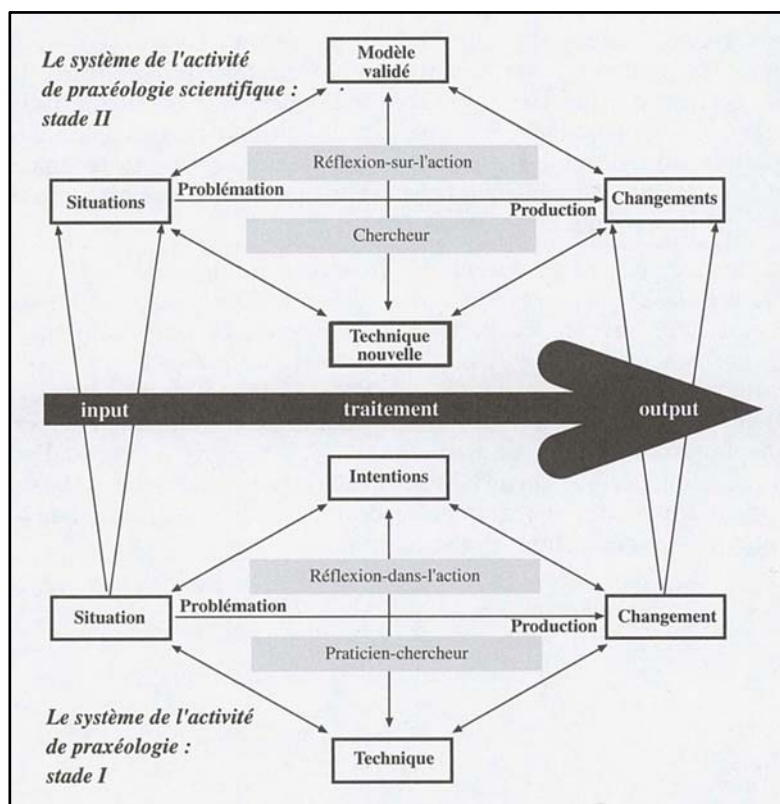 Le système de l'activité
de praxéologie scientifique :
stade II
Modèle
validé
Réflexion-sur-l'action
Situations
Problémation
Production
Changements
Chercheur
Technique
nouvelle
input
traitement
output
Intentions
Réflexion-dans-l'action
Situation
Problémation
Production
Changement
Praticien-chercheur
Le système de l'activité
de praxéologie :
stade I
Technique